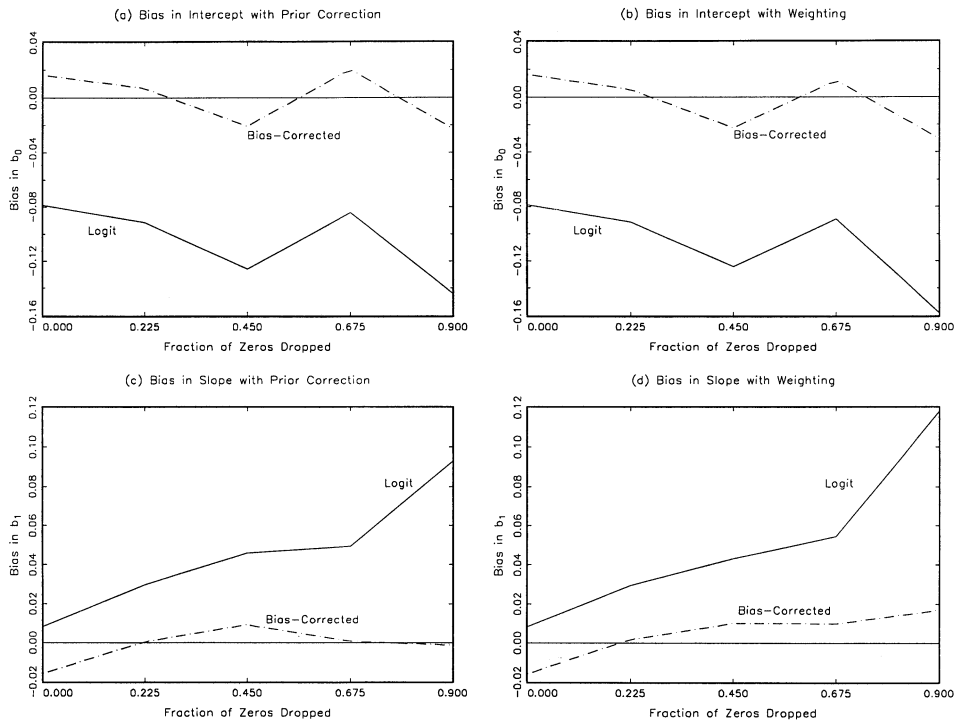 (a) Bias in Intercept with Prior Correction
Bias in b0
0.04
0.00
-0.04
-0.08
-0.12
-0.16
Bias-Corrected
Logit
0.000 0.225 0.450 0.675 0.900
Fraction of Zeros Dropped
(b) Bias in Intercept with Weighting
Bias in b0
0.04
0.00
-0.04
-0.08
-0.12
-0.16
Bias-Corrected
Logit
0.000 0.225 0.450 0.675 0.900
Fraction of Zeros Dropped
(c) Bias in Slope with Prior Correction
Bias in b1
0.12
0.10
0.08
0.06
0.04
0.02
0.00
-0.02
Logit
Bias-Corrected
0.000 0.225 0.450 0.675 0.900
Fraction of Zeros Dropped
(d) Bias in Slope with Weighting
Bias in b1
0.12
0.10
0.08
0.06
0.04
0.02
0.00
-0.02
Logit
Bias-Corrected
0.000 0.225 0.450 0.675 0.900
Fraction of Zeros Dropped